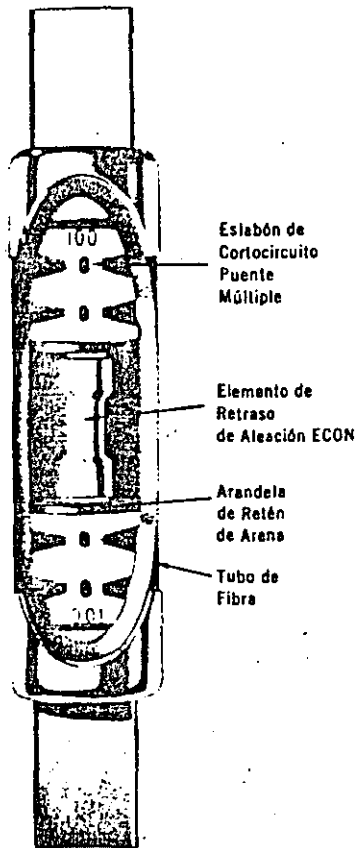 100
Eslabón de
Cortocircuito
Puente
Múltiple
Elemento de
Retraso
de Aleación ECON
Arandela
de Retén
de Arena
Tubo de
Fibra